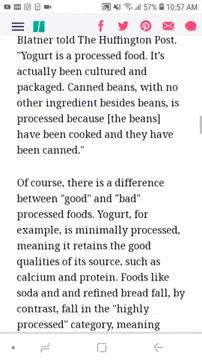 57% 10:57 AM
Blatner told The Huffington Post.
"Yogurt is a processed food. It's
actually been cultured and
packaged. Canned beans, with no
other ingredient besides beans, is
processed because [the beans]
have been cooked and they have
been canned."
Of course, there is a difference
between "good" and "bad"
processed foods. Yogurt, for
example, is minimally processed,
meaning it retains the good
qualities of its source, such as
calcium and protein. Foods like
soda and and refined bread fall, by
contrast, fall in the "highly
processed" category, meaning